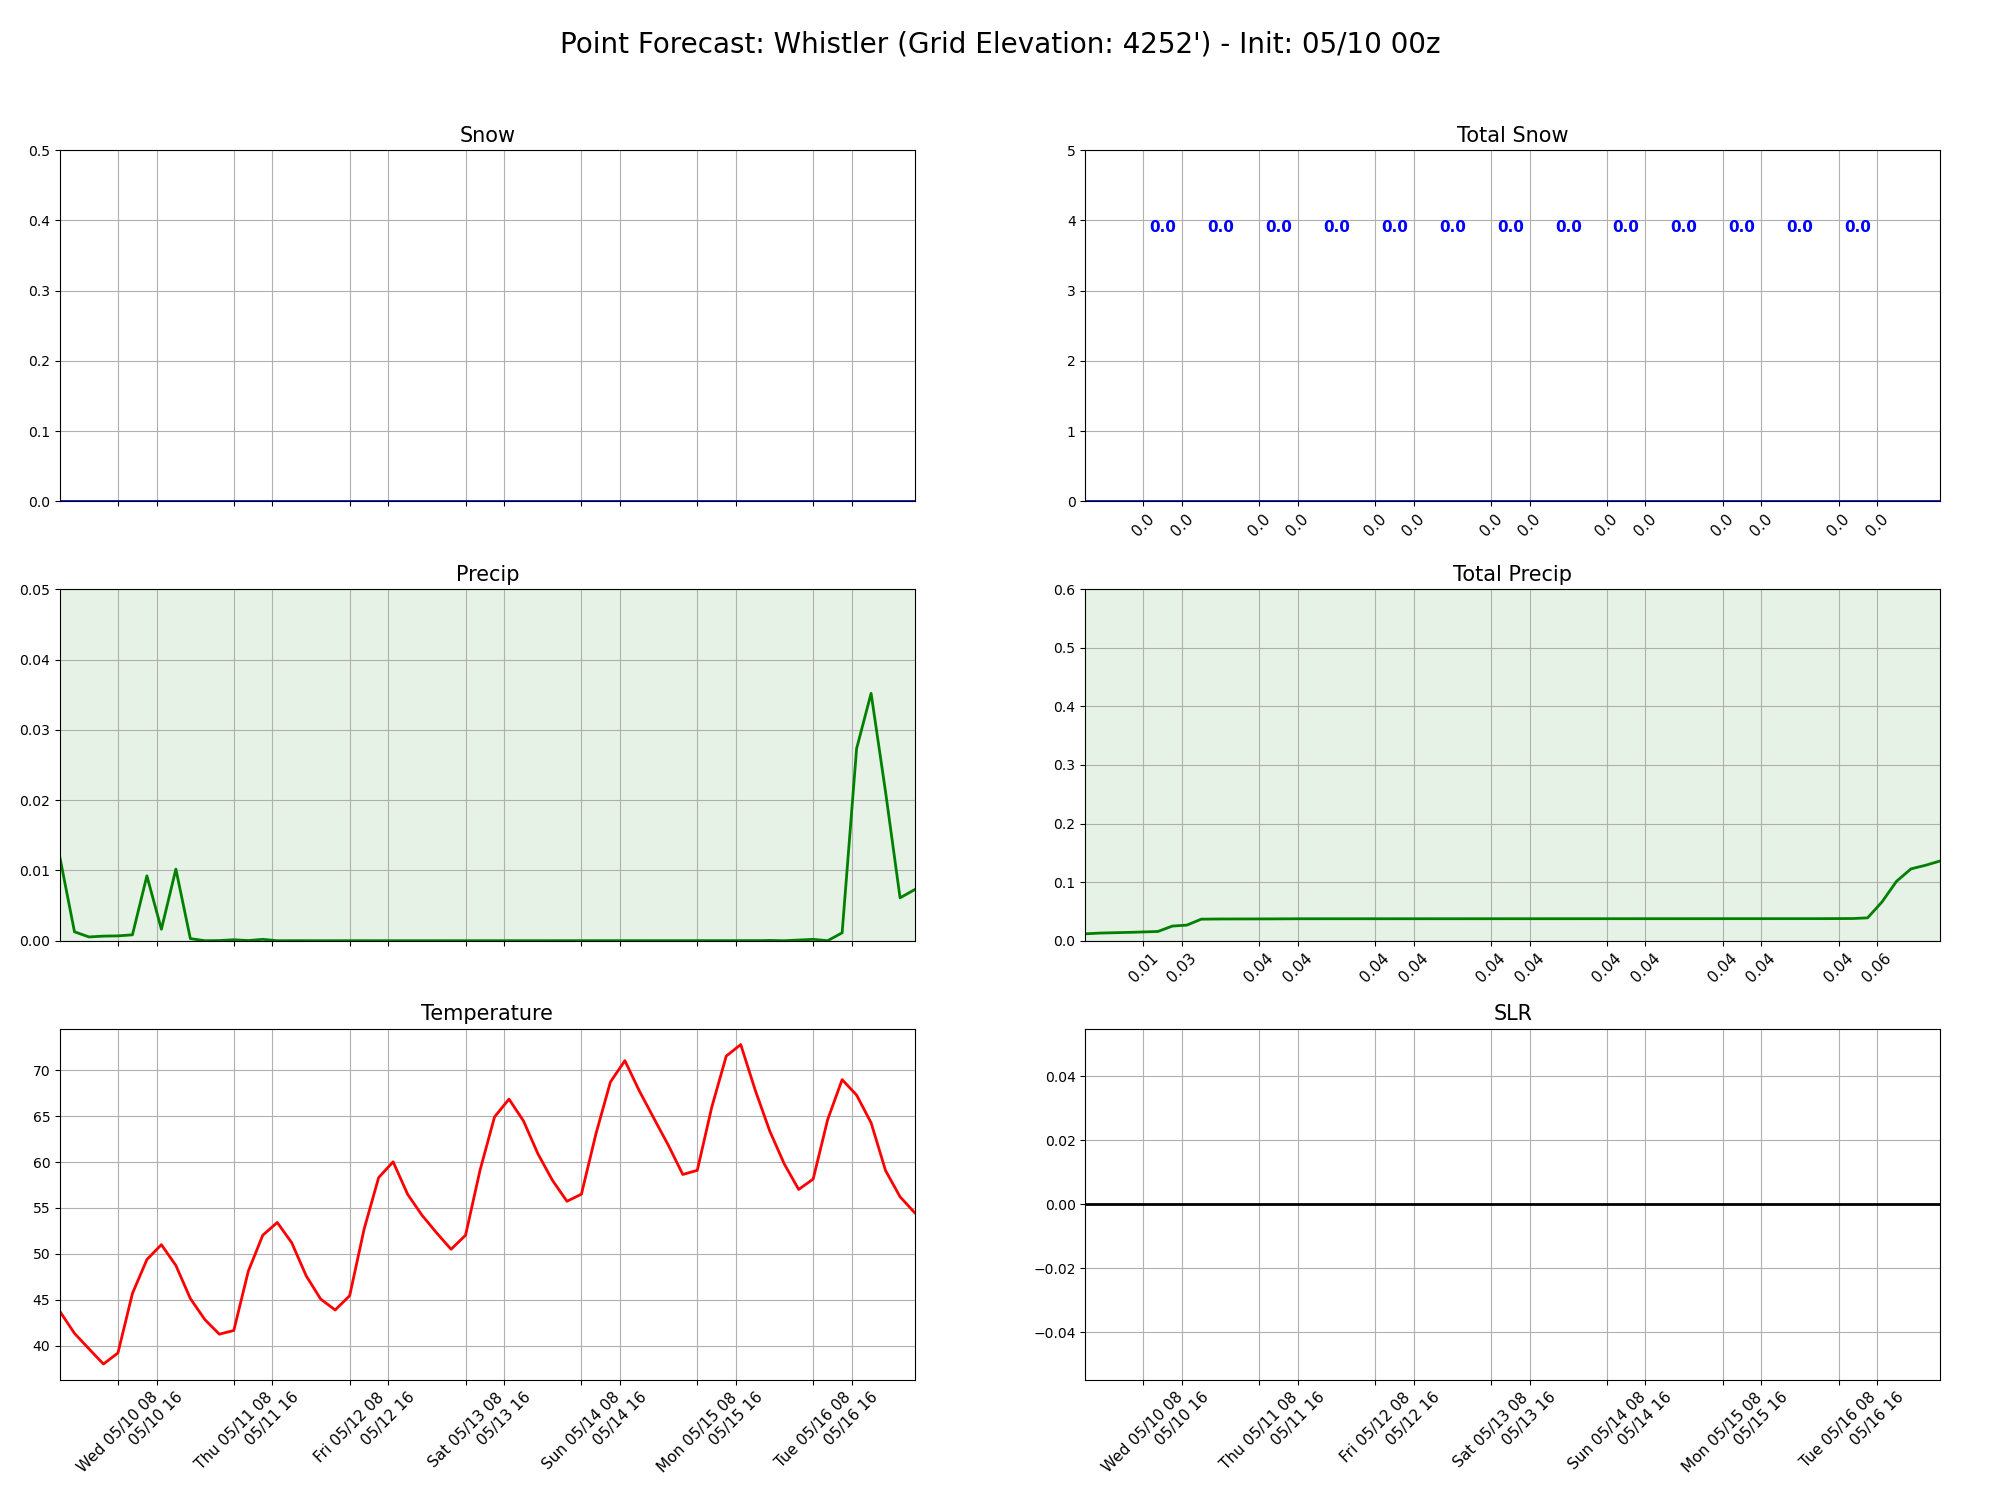 Point Forecast: Whistler (Grid Elevation: 4252') - Init: 05/10 00z
Snow
0.5
0.4
0.3
0.2
0.1
0.0
Total Snow
5
4
3
2
1
0
0.0 0.0 0.0 0.0 0.0 0.0 0.0 0.0 0.0 0.0 0.0 0.0 0.0
0.0 0.0 0.0 0.0 0.0 0.0 0.0 0.0 0.0 0.0 0.0 0.0 0.0 0.0
Precip
0.05
0.04
0.03
0.02
0.01
0.00
Total Precip
0.6
0.5
0.4
0.3
0.2
0.1
0.0
0.01 0.03 0.04 0.04 0.04 0.04 0.04 0.04 0.04 0.04 0.04 0.04 0.04 0.06
Temperature
70
65
60
55
50
45
40
Wed 05/10 08
05/10 16
Thu 05/11 08
05/11 16
Fri 05/12 08
05/12 16
Sat 05/13 08
05/13 16
Sun 05/14 08
05/14 16
Mon 05/15 08
05/15 16
Tue 05/16 08
05/16 16
SLR
0.04
0.02
0.00
−0.02
−0.04
Wed 05/10 08
05/10 16
Thu 05/11 08
05/11 16
Fri 05/12 08
05/12 16
Sat 05/13 08
05/13 16
Sun 05/14 08
05/14 16
Mon 05/15 08
05/15 16
Tue 05/16 08
05/16 16